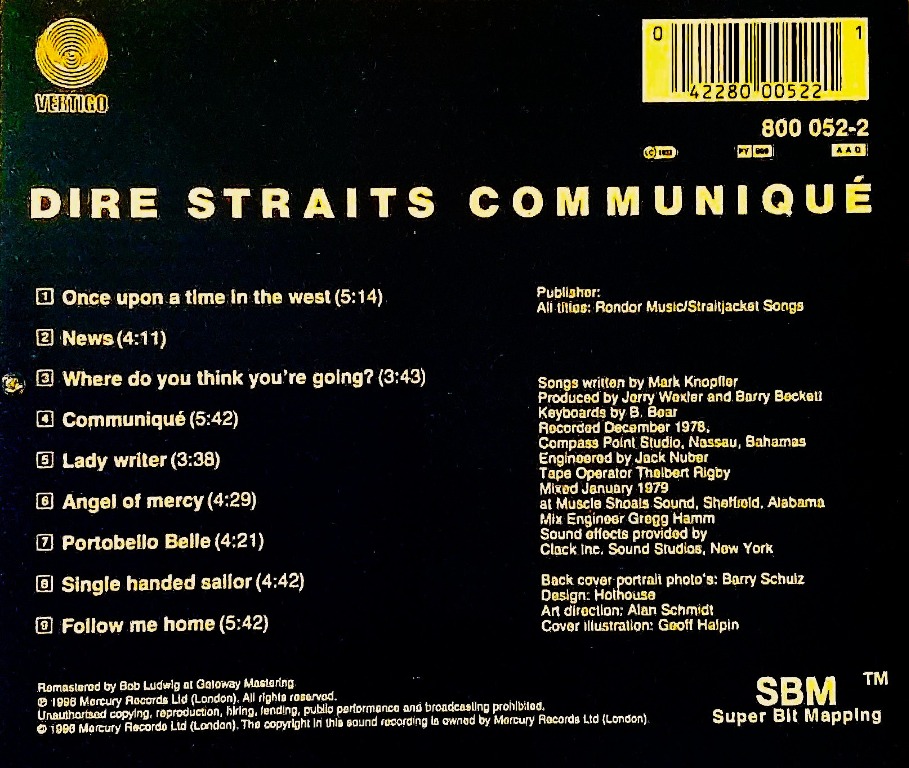 VERTIGO
0 42280 00522 1
800 052-2
AAD
DIRE STRAITS COMMUNIQUÉ
1 Once upon a time in the west (5:14)
2 News (4:11)
3 Where do you think you're going? (3:43)
4 Communiqué (5:42)
5 Lady writer (3:38)
6 Angel of mercy (4:29)
7 Portobello Belle (4:21)
8 Single handed sailor (4:42)
9 Follow me home (5:42)
Publisher:
All titles: Rondor Music/Straitjacket Songs
Songs written by Mark Knopfler
Produced by Jerry Wexler and Barry Beckett
Keyboards by B. Bear
Recorded December 1978,
Compass Point Studio, Nassau, Bahamas
Engineered by Jack Nuber
Tape Operator Thelbert Rigby
Mixed January 1979
at Muscle Shoals Sound, Sheffield, Alabama
Mix Engineer Gregg Hamm
Sound effects provided by
Clack Inc. Sound Studios, New York
Back cover portrait photo's: Barry Schulz
Design: Hothouse
Art direction: Alan Schmidt
Cover illustration: Geoff Halpin
Remastered by Bob Ludwig at Gateway Mastering.
℗ 1996 Mercury Records Ltd (London). All rights reserved.
Unauthorised copying, reproduction, hiring, lending, public performance and broadcasting prohibited.
© 1996 Mercury Records Ltd (London). The copyright in this sound recording is owned by Mercury Records Ltd (London).
SBM TM
Super Bit Mapping